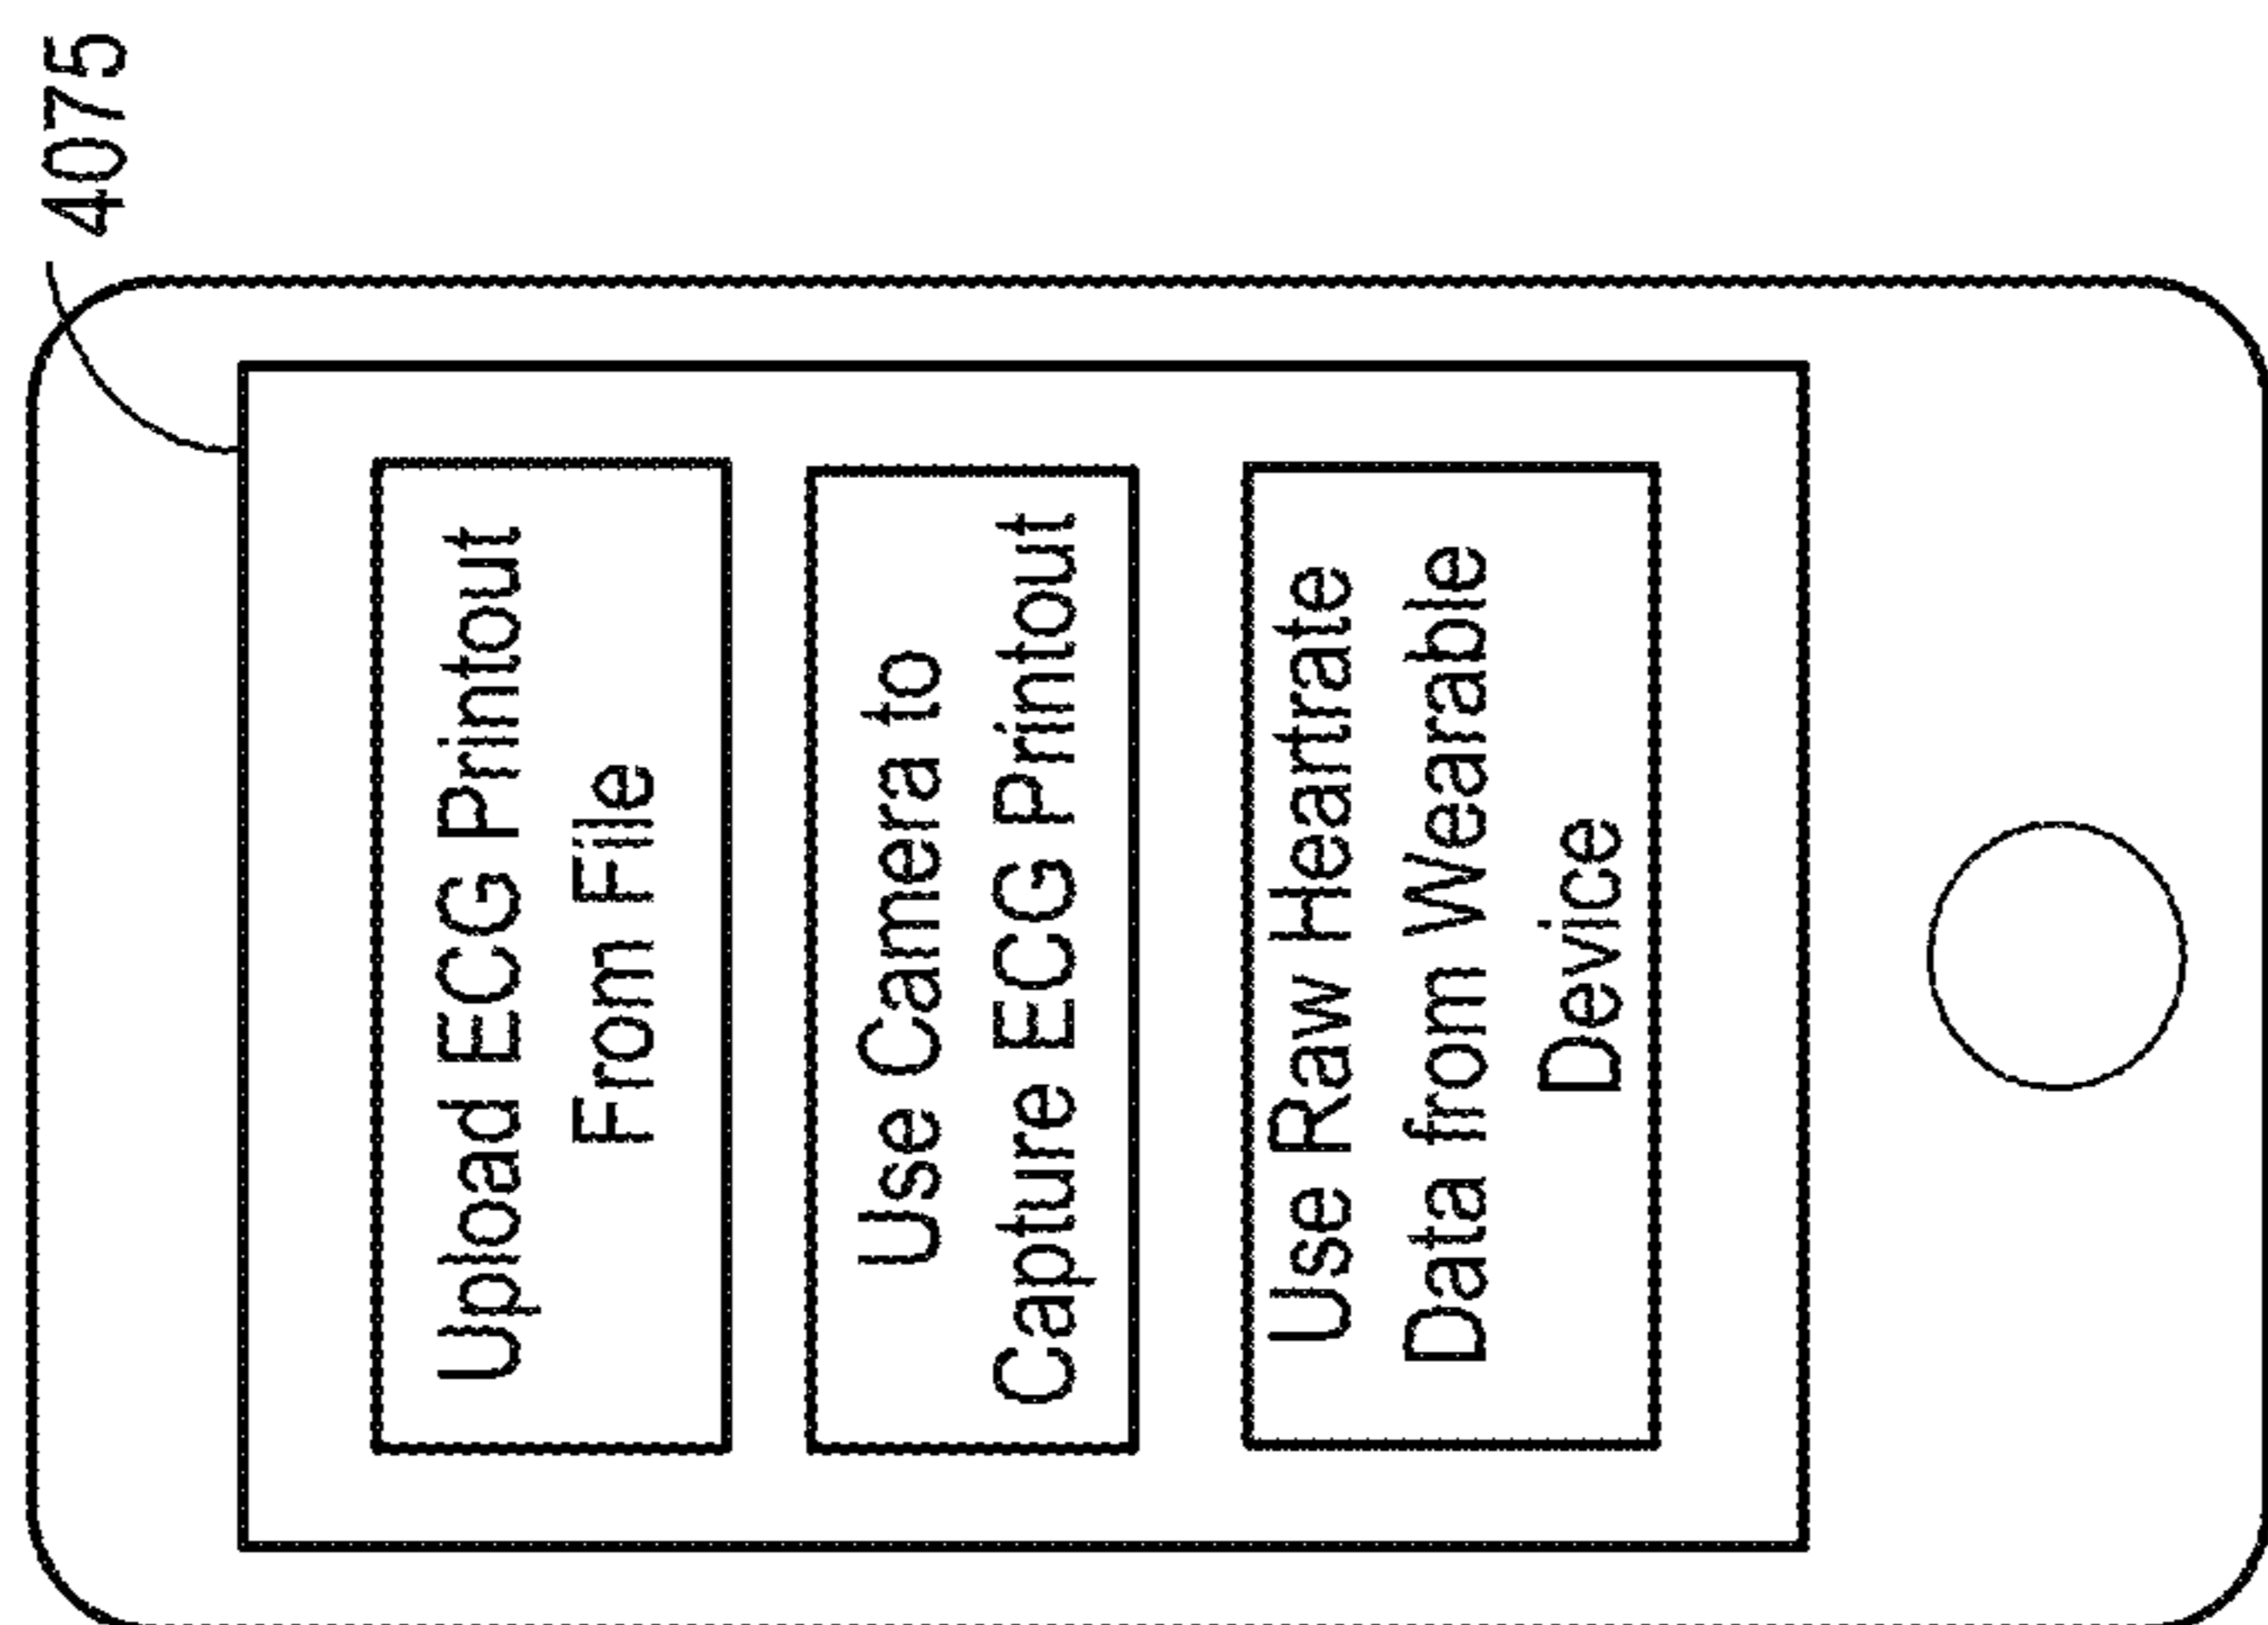 4075
Upload ECG Printout
From File
Use Camera to
Capture ECG Printout
Use Raw Heartrate
Data from Wearable
Device